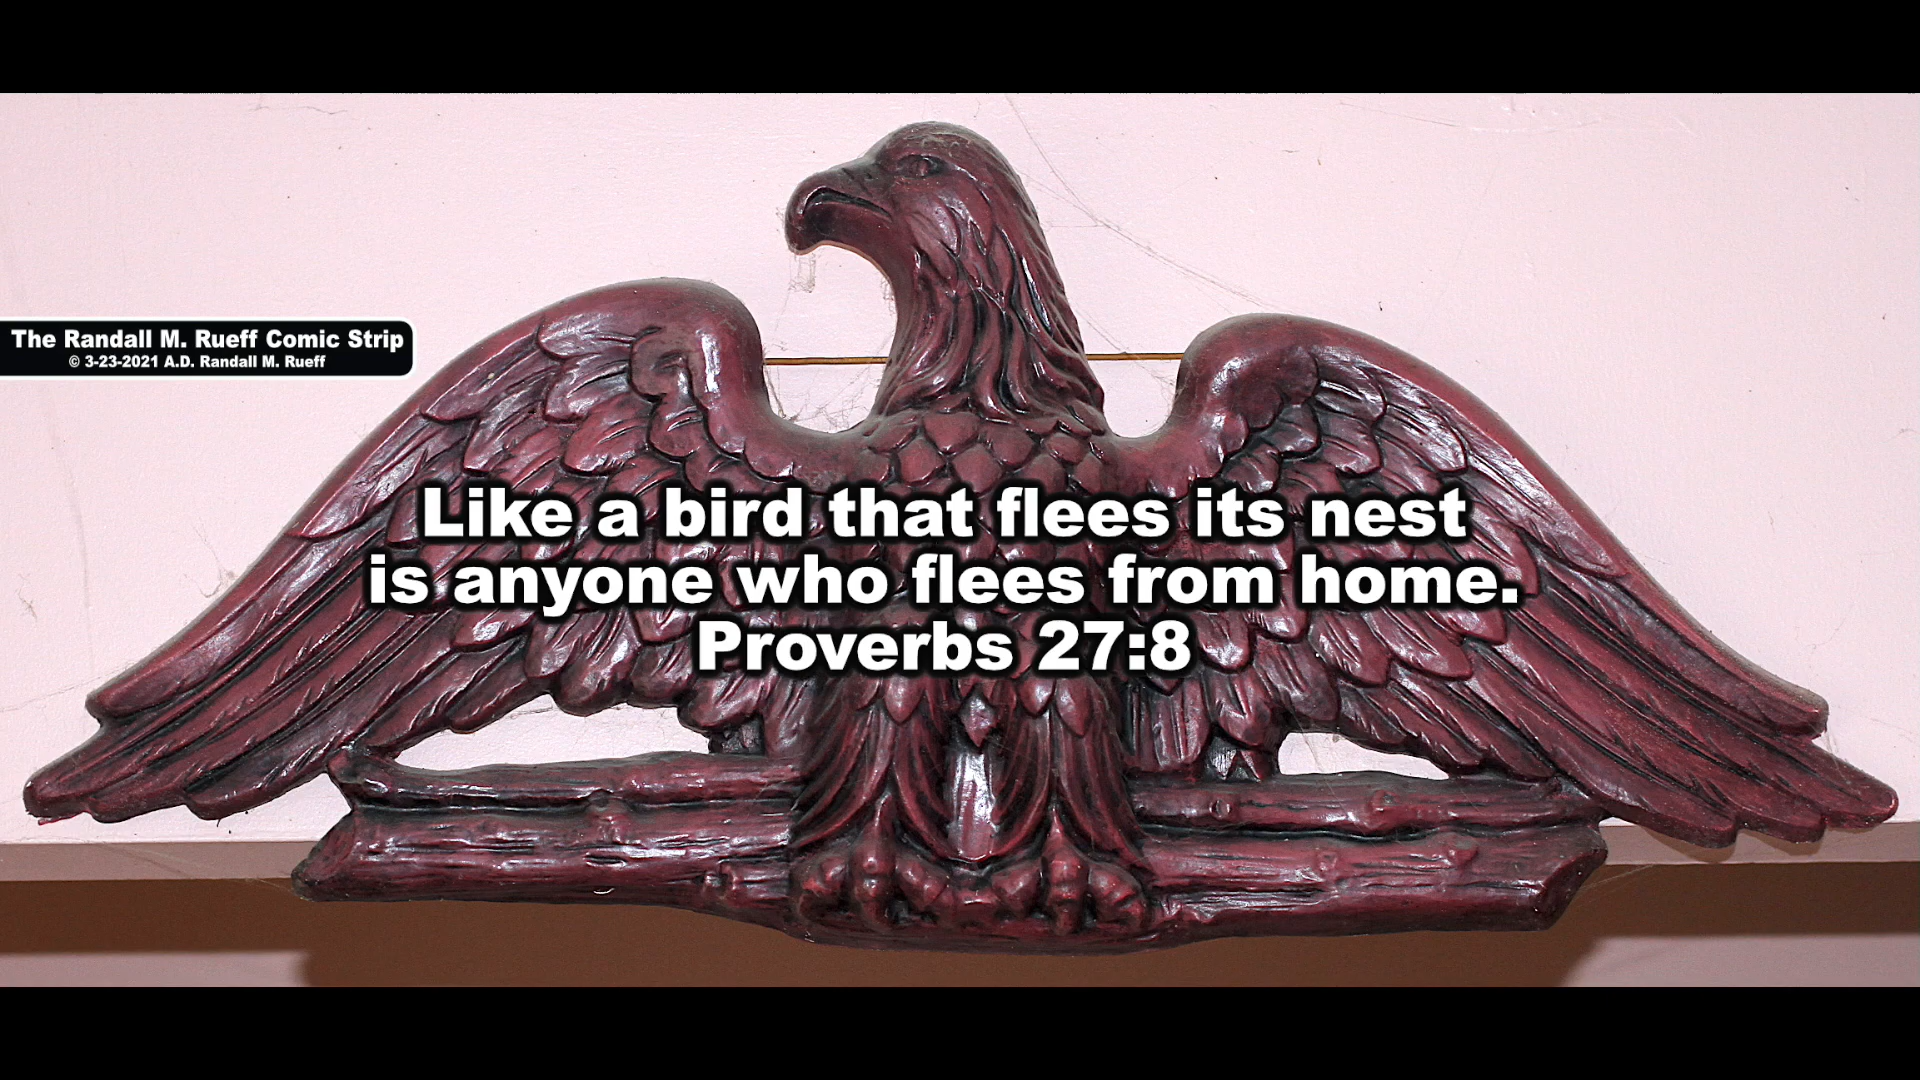 The Randall M. Rueff Comic Strip
© 3-23-2021 A.D. Randall M. Rueff
Like a bird that flees its nest
is anyone who flees from home.
Proverbs 27:8